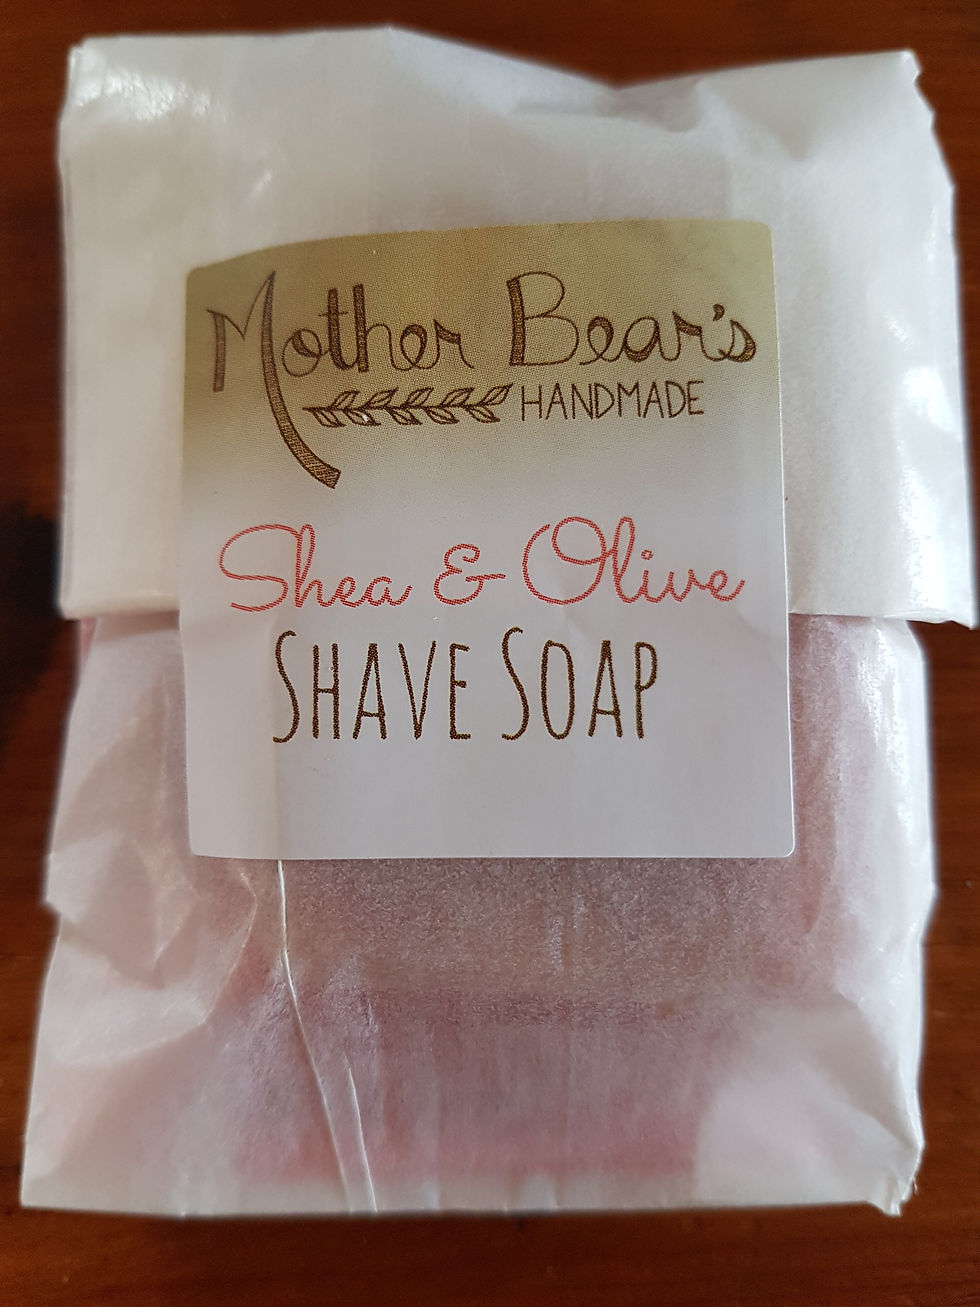 Mother Bear's
HANDMADE
Shea & Olive
SHAVE SOAP